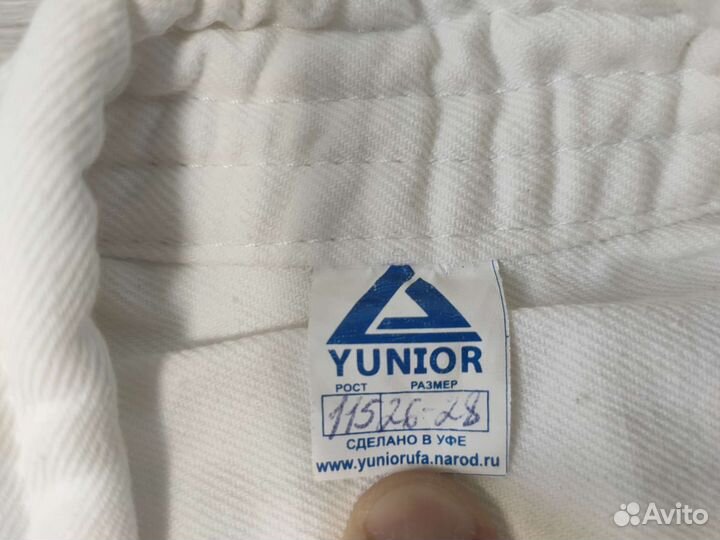 YUNIOR
РОСТ РАЗМЕР
115 26-28
СДЕЛАНО В УФЕ
www.yuniorufa.narod.ru
Avito